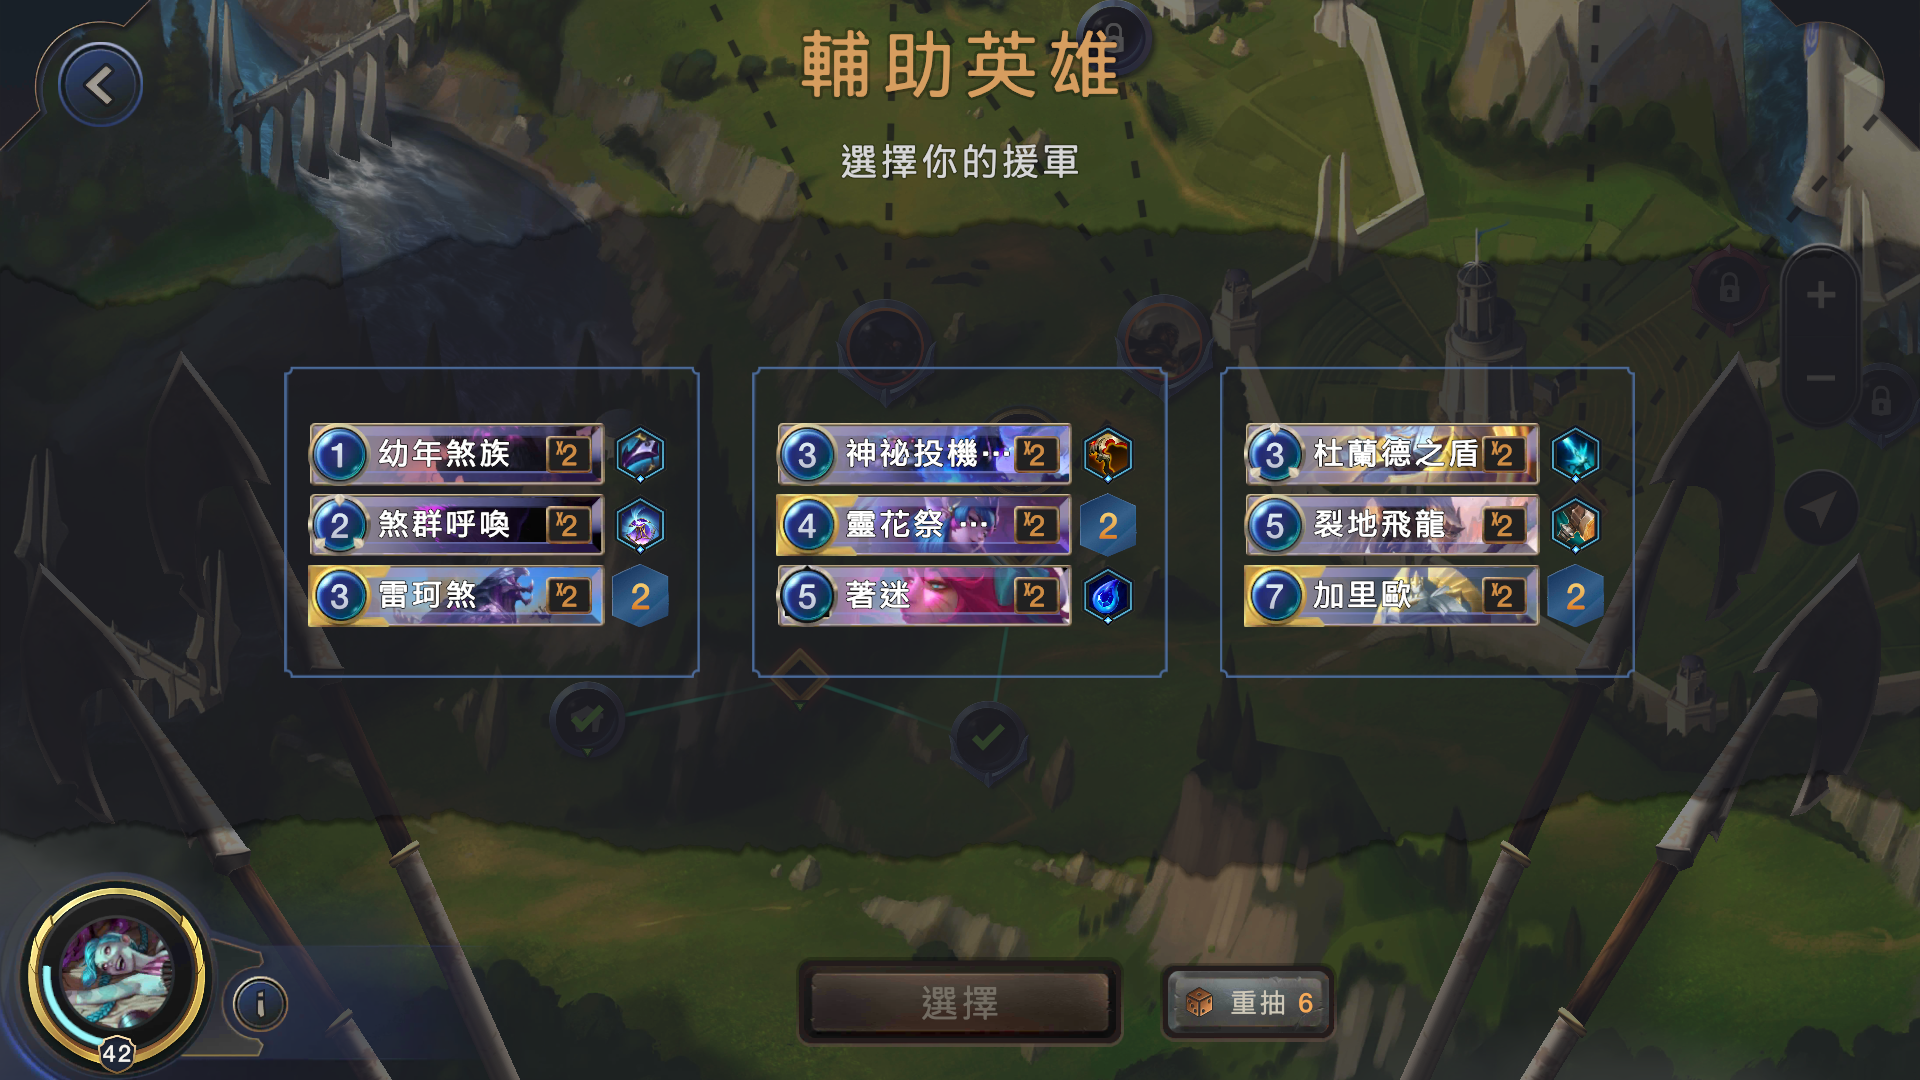 輔助英雄
選擇你的援軍
1 幼年煞族 X2
2 煞群呼喚 X2
3 雷珂煞 X2 2
3 神祕投機… X2
4 靈花祭 … X2 2
5 著迷 X2
3 杜蘭德之盾 X2
5 裂地飛龍 X2
7 加里歐 X2 2
選擇
重抽 6
i
42